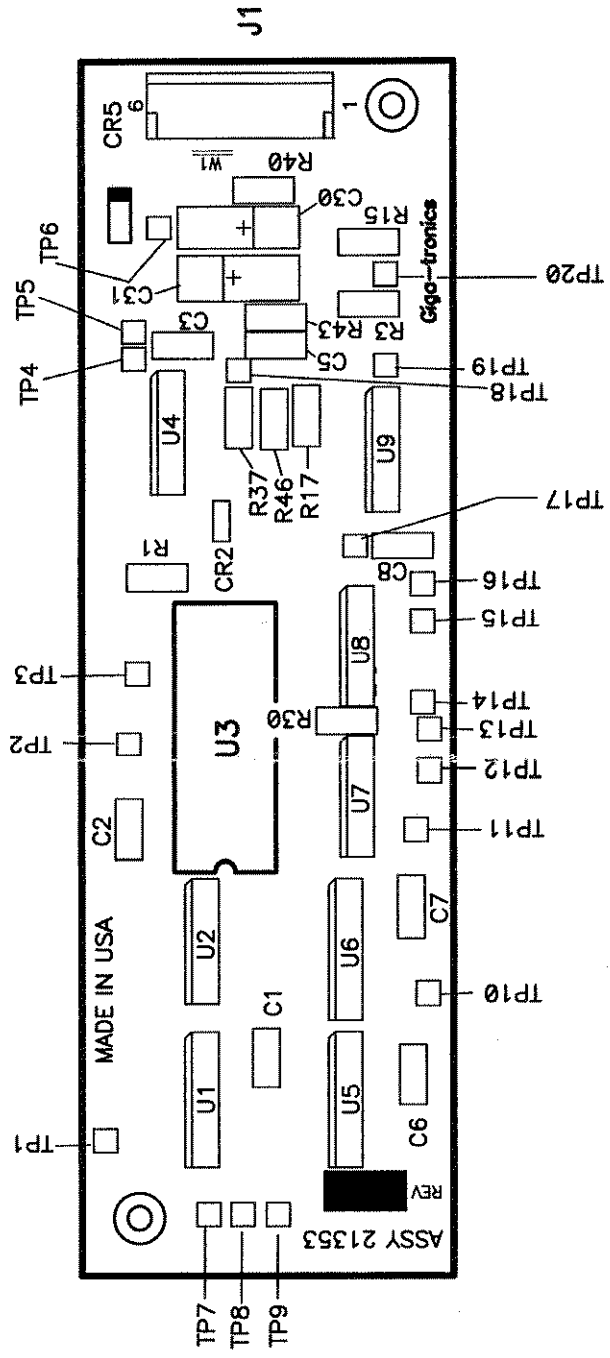 J1
CR5
6
1
W1
R40
C30
R15
TP6
TP5
TP4
C31
C3
R43
C5
R3
Giga-tronics
TP20
TP19
TP18
U4
R37
R46
R17
U9
TP17
R1
CR2
C8
TP16
TP15
TP3
TP2
U3
R30
U8
U7
TP14
TP13
TP12
TP11
C2
MADE IN USA
U2
U6
C7
C1
TP10
TP1
U1
U5
C6
REV
ASSY 21353
TP7
TP8
TP9